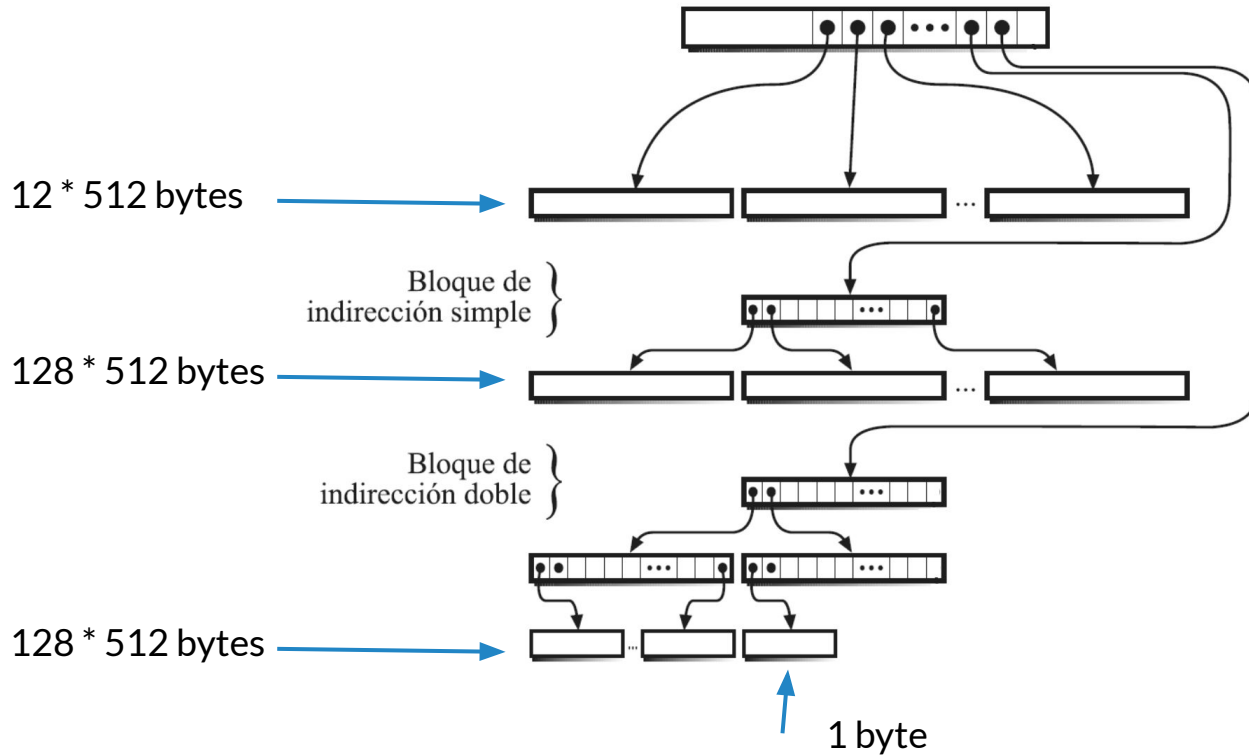 12 * 512 bytes
Bloque de
indirección simple
128 * 512 bytes
Bloque de
indirección doble
128 * 512 bytes
1 byte